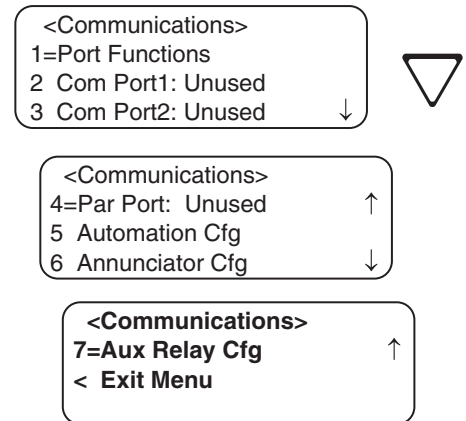 <Communications>
1=Port Functions
2 Com Port1: Unused
3 Com Port2: Unused ↓
<Communications>
4=Par Port: Unused ↑
5 Automation Cfg
6 Annunciator Cfg ↓
<Communications>
7=Aux Relay Cfg ↑
< Exit Menu